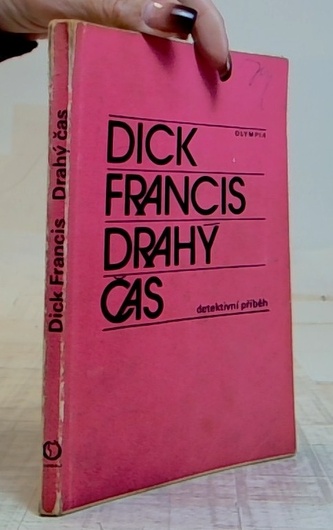 OLYMPIA
DICK
FRANCIS
DRAHÝ
ČAS
detektivní příběh
Dick Francis Drahý čas